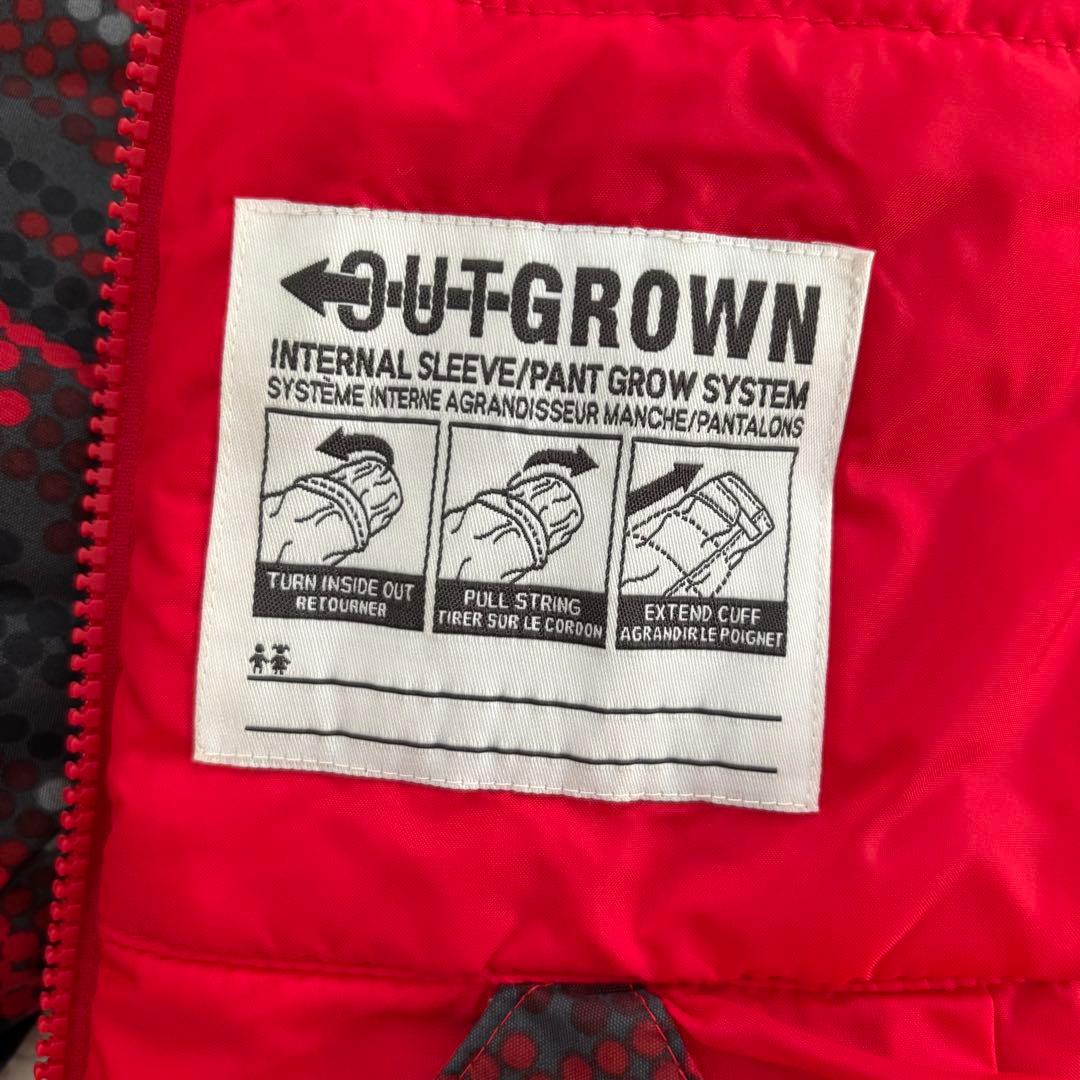 OUTGROWN
INTERNAL SLEEVE/PANT GROW SYSTEM
SYSTÈME INTERNE AGRANDISSEUR MANCHE/PANTALONS
TURN INSIDE OUT
RETOURNER
PULL STRING
TIRER SUR LE CORDON
EXTEND CUFF
AGRANDIR LE POIGNET